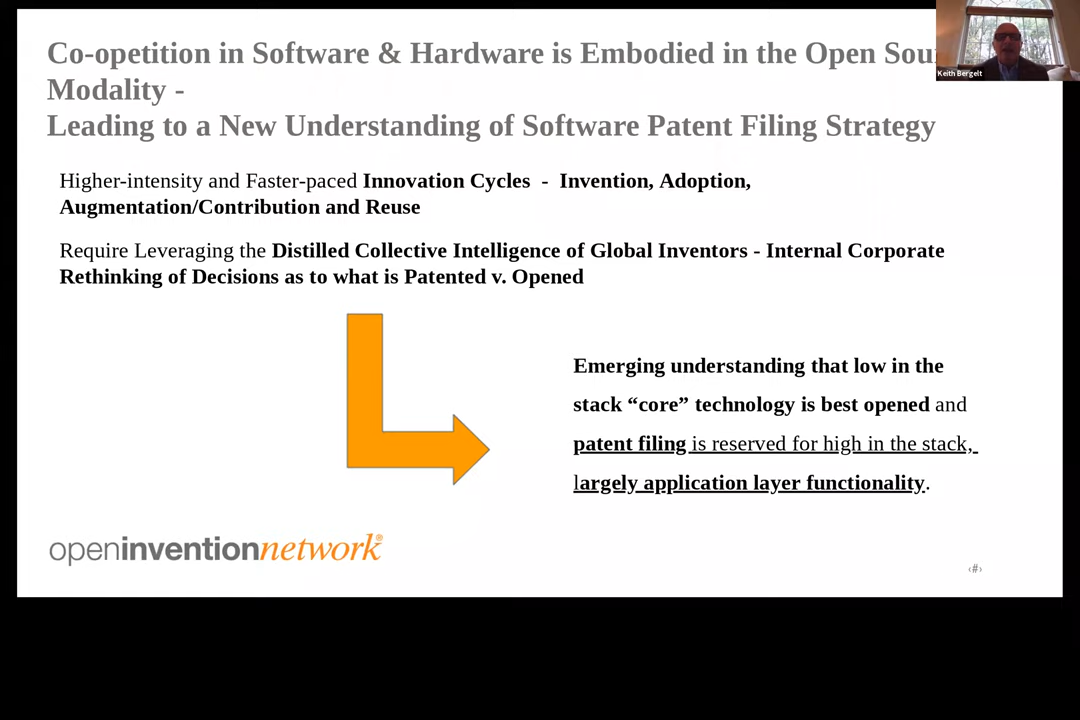 Co-opetition in Software & Hardware is Embodied in the Open
Modality -
Leading to a New Understanding of Software Patent Filing Strategy
Keith Bergelt
Higher-intensity and Faster-paced Innovation Cycles - Invention, Adoption,
Augmentation/Contribution and Reuse
Require Leveraging the Distilled Collective Intelligence of Global Inventors - Internal Corporate
Rethinking of Decisions as to what is Patented v. Opened
Emerging understanding that low in the
stack “core” technology is best opened and
patent filing is reserved for high in the stack,
largely application layer functionality.
openinventionnetwork®
‹#›